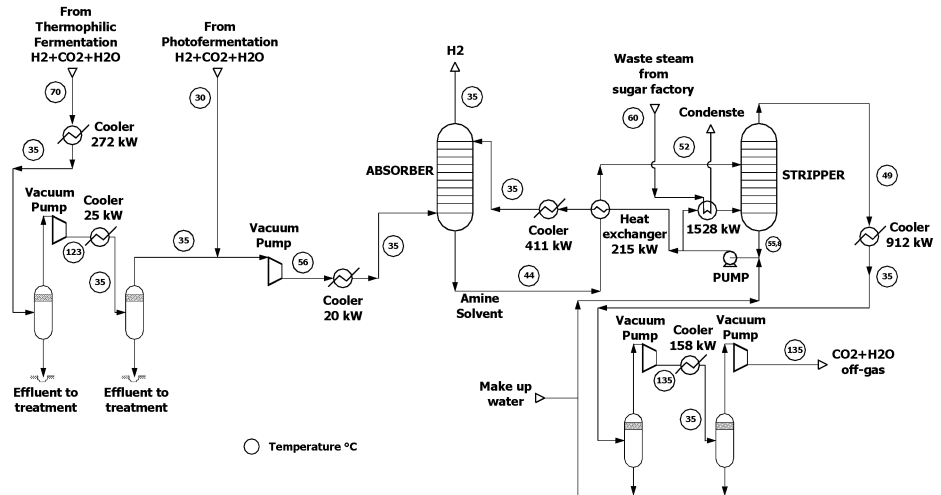 From
Thermophilic
Fermentation
H2+CO2+H2O
70
Cooler
272 kW
35
Vacuum
Pump
Cooler
25 kW
123
35
Effluent to
treatment
Effluent to
treatment
From
Photofermentation
H2+CO2+H2O
30
35
Vacuum
Pump
56
Cooler
20 kW
35
H2
35
ABSORBER
35
Cooler
411 kW
Heat
exchanger
215 kW
44
Amine
Solvent
Waste steam
from
sugar factory
60
Condenste
52
1528 kW
STRIPPER
55,8
PUMP
49
Cooler
912 kW
35
Vacuum
Pump
Cooler
158 kW
135
35
Vacuum
Pump
135
CO2+H2O
off-gas
Make up
water
Temperature °C